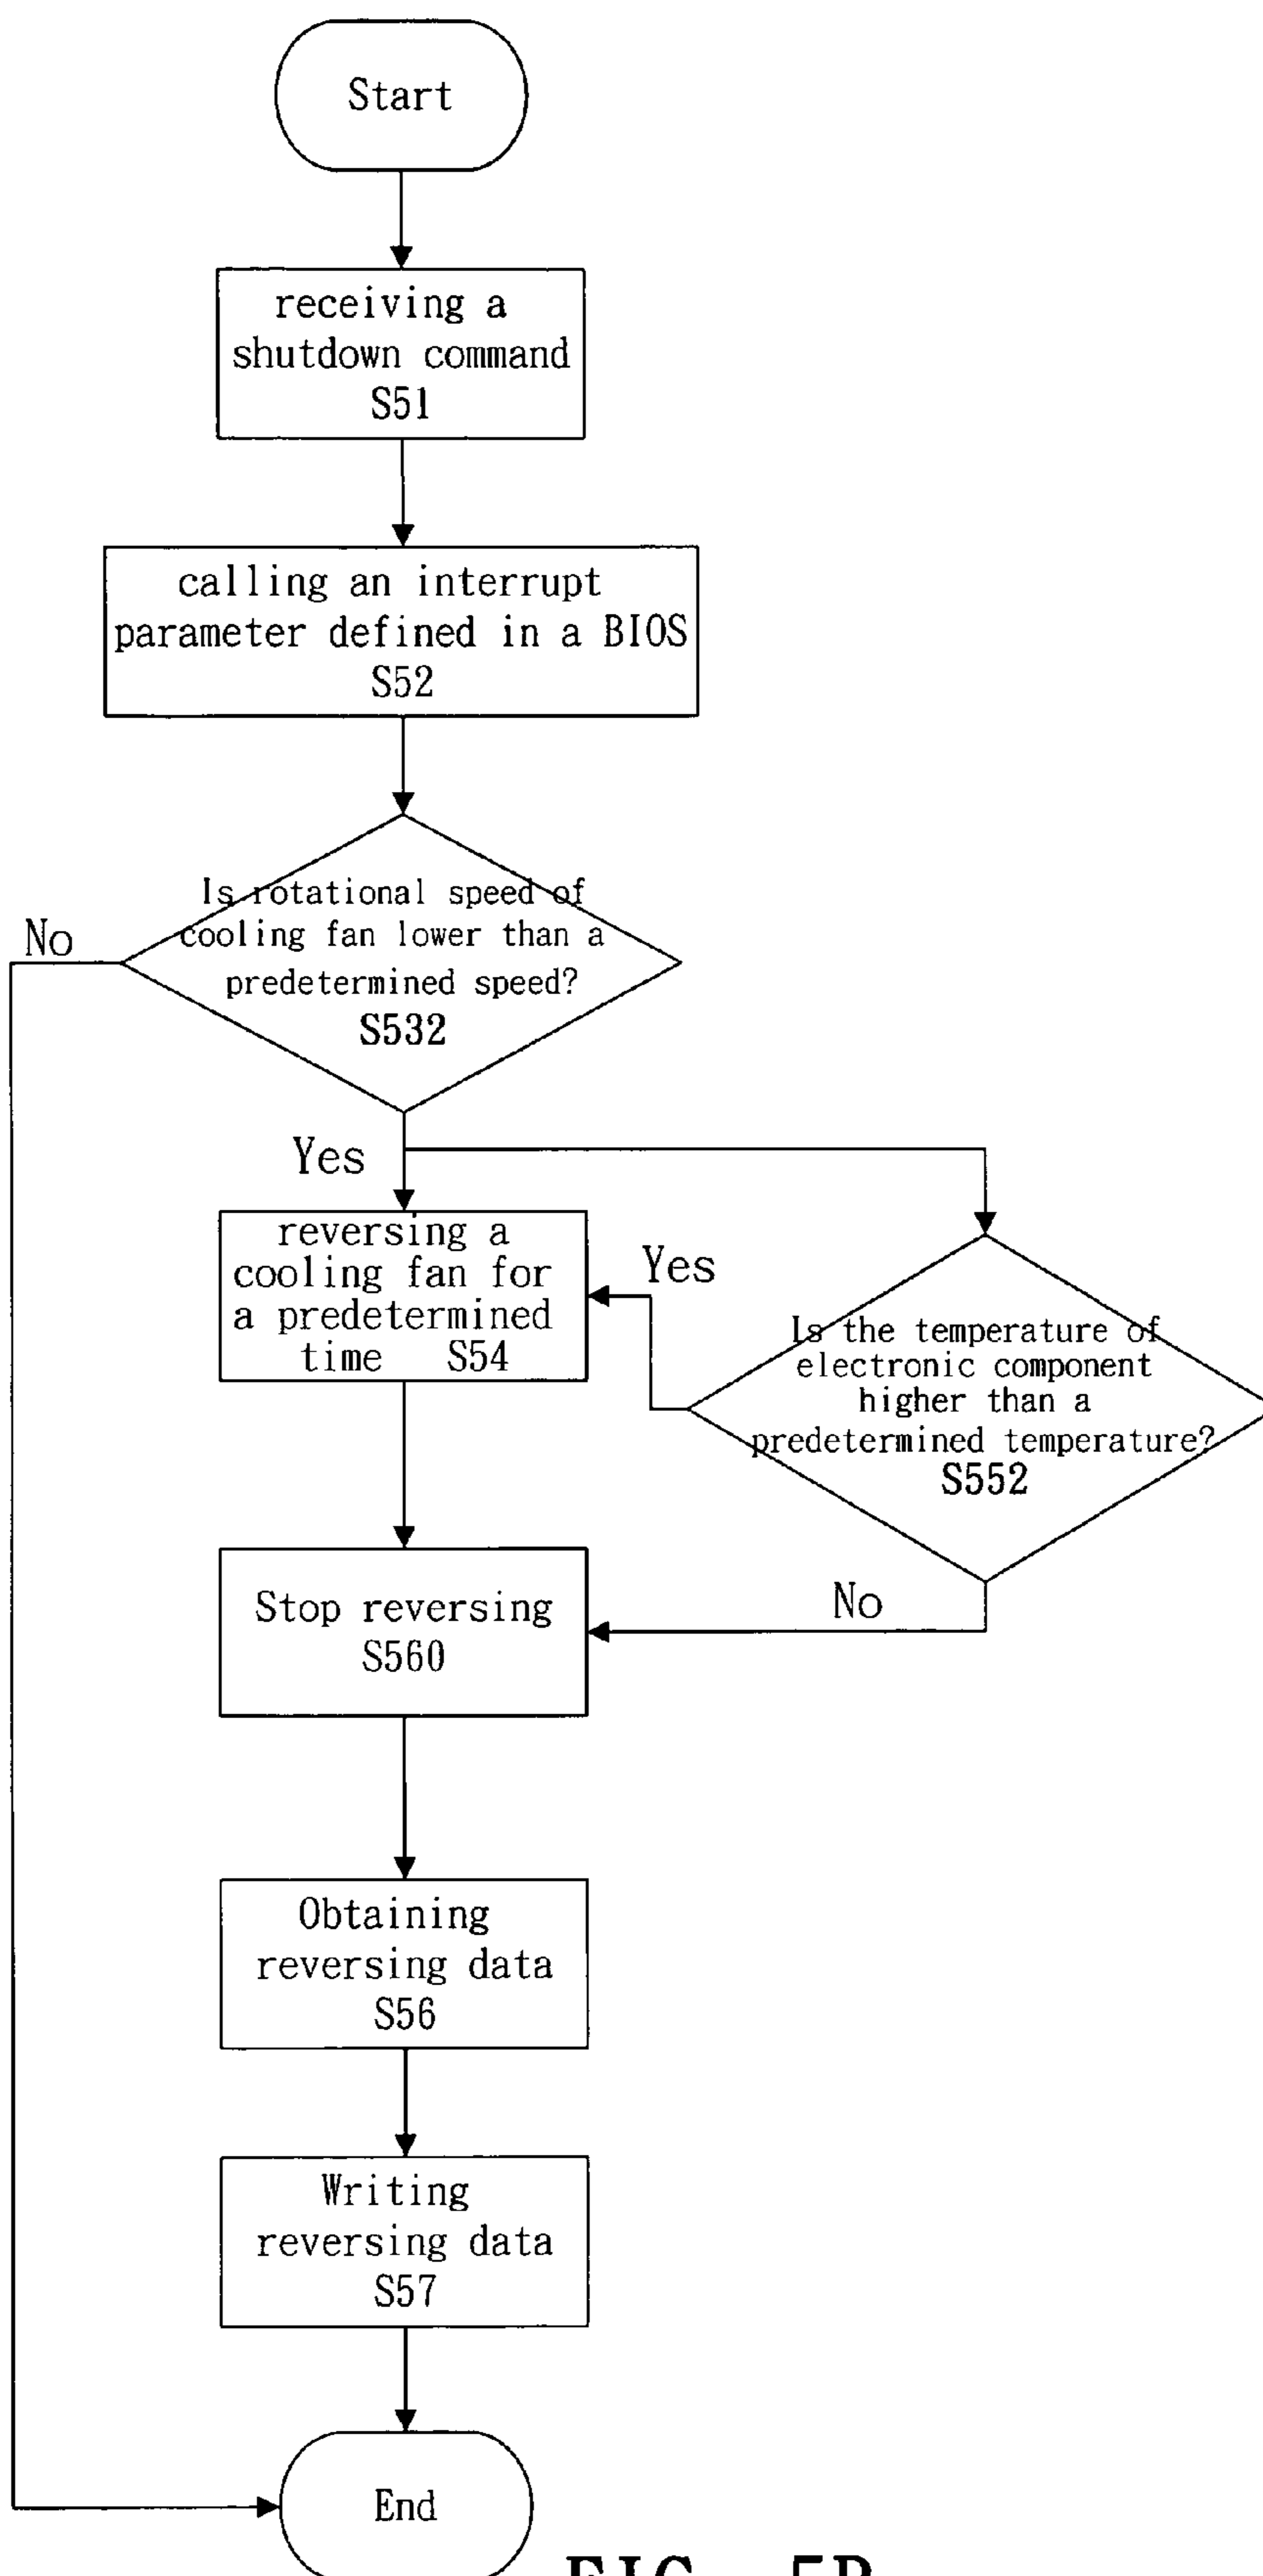 Start
receiving a
shutdown command
S51
calling an interrupt
parameter defined in a BIOS
S52
Is rotational speed of
cooling fan lower than a
predetermined speed?
S532
No
Yes
reversing a
cooling fan for
a predetermined
time S54
Yes
Is the temperature of
electronic component
higher than a
predetermined temperature?
S552
No
Stop reversing
S560
Obtaining
reversing data
S56
Writing
reversing data
S57
End
FIG. 5B